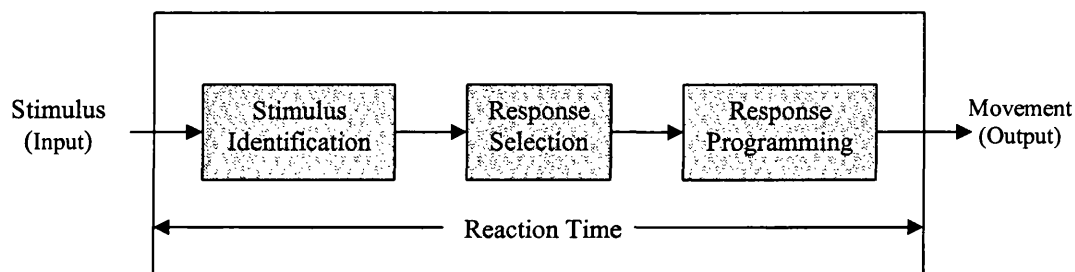 Stimulus
(Input)
Stimulus
Identification
Response
Selection
Response
Programming
Movement
(Output)
Reaction Time